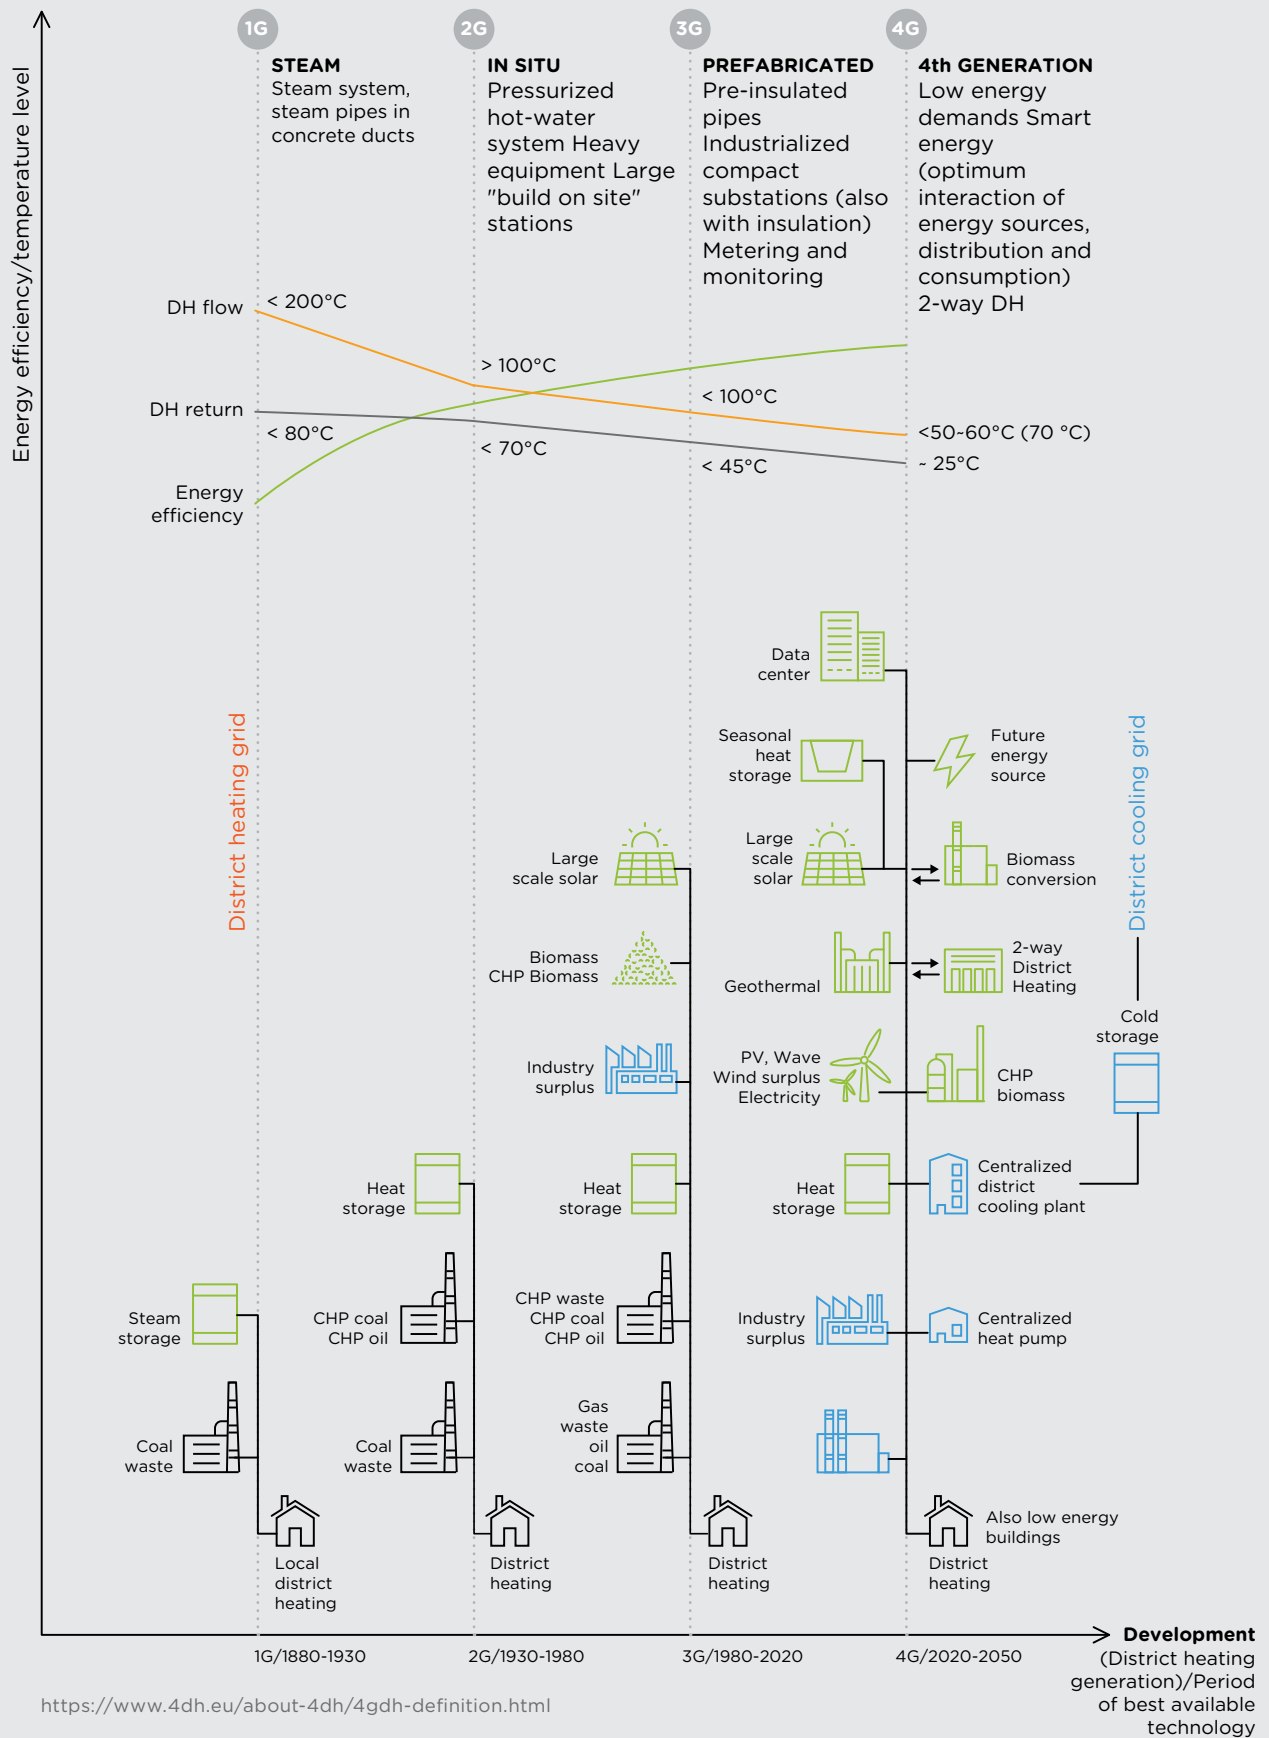 1G
2G
3G
4G
Energy efficiency/temperature level
STEAM
Steam system,
steam pipes in
concrete ducts
IN SITU
Pressurized
hot-water
system Heavy
equipment Large
"build on site"
stations
PREFABRICATED
Pre-insulated
pipes
Industrialized
compact
substations (also
with insulation)
Metering and
monitoring
4th GENERATION
Low energy
demands Smart
energy
(optimum
interaction of
energy sources,
distribution and
consumption)
2-way DH
DH flow
< 200°C
> 100°C
< 100°C
<50~60°C (70 °C)
DH return
< 80°C
< 70°C
< 45°C
~ 25°C
Energy
efficiency
District heating grid
District cooling grid
Data
center
Seasonal
heat
storage
Future
energy
source
Large
scale solar
Large
scale
solar
Biomass
conversion
Biomass
CHP Biomass
Geothermal
2-way
District
Heating
Cold
storage
Industry
surplus
PV, Wave
Wind surplus
Electricity
CHP
biomass
Heat
storage
Heat
storage
Heat
storage
Centralized
district
cooling plant
Steam
storage
CHP coal
CHP oil
CHP waste
CHP coal
CHP oil
Industry
surplus
Centralized
heat pump
Coal
waste
Coal
waste
Gas
waste
oil
coal
Also low energy
buildings
Local
district
heating
District
heating
District
heating
District
heating
1G/1880-1930
2G/1930-1980
3G/1980-2020
4G/2020-2050
Development
(District heating
generation)/Period
of best available
technology
https://www.4dh.eu/about-4dh/4gdh-definition.html